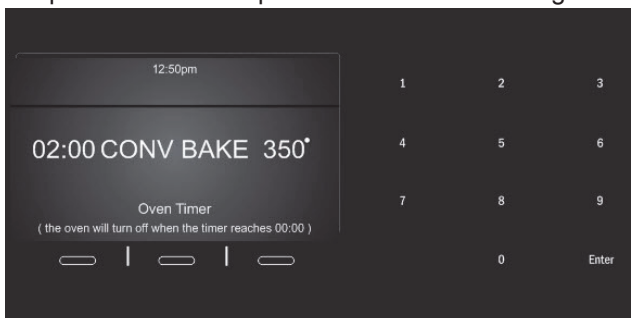 12:50pm
02:00 CONV BAKE 350°
Oven Timer
( the oven will turn off when the timer reaches 00:00 )
1 2 3
4 5 6
7 8 9
0 Enter